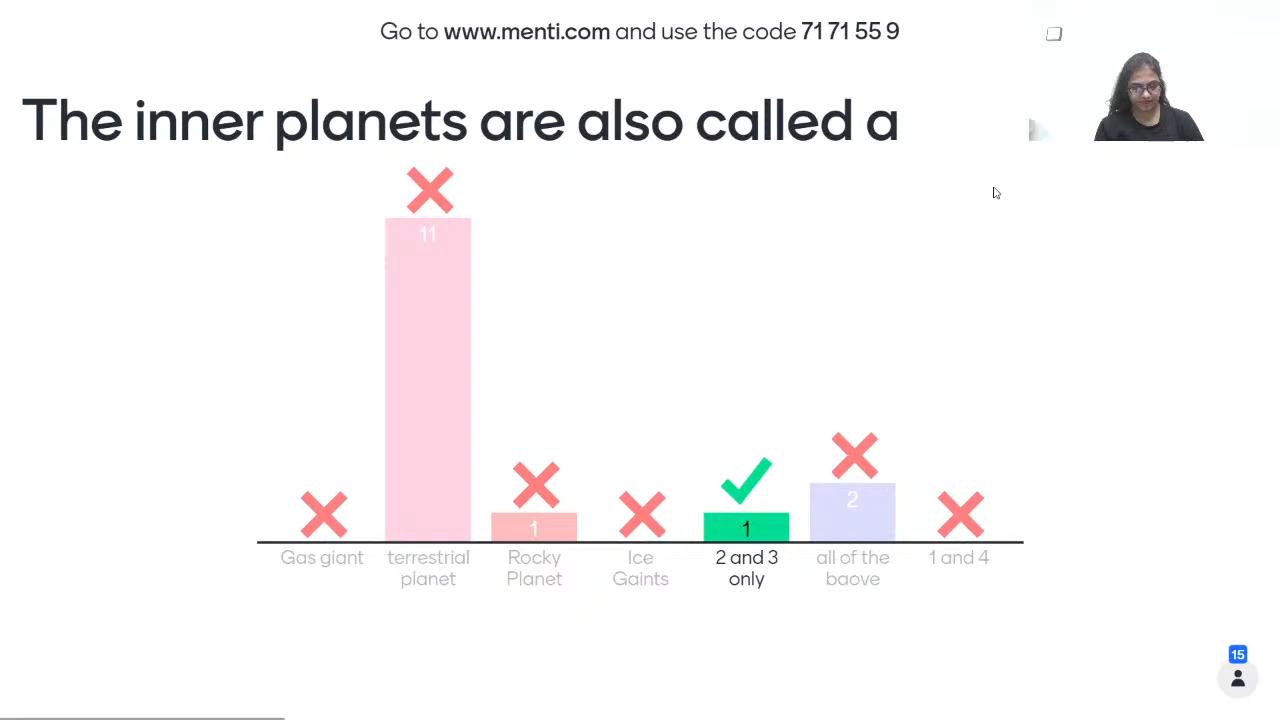 Go to www.menti.com and use the code 71 71 55 9
The inner planets are also called a
11
1
1
2
Gas giant
terrestrial
planet
Rocky
Planet
Ice
Gaints
2 and 3
only
all of the
baove
1 and 4
15